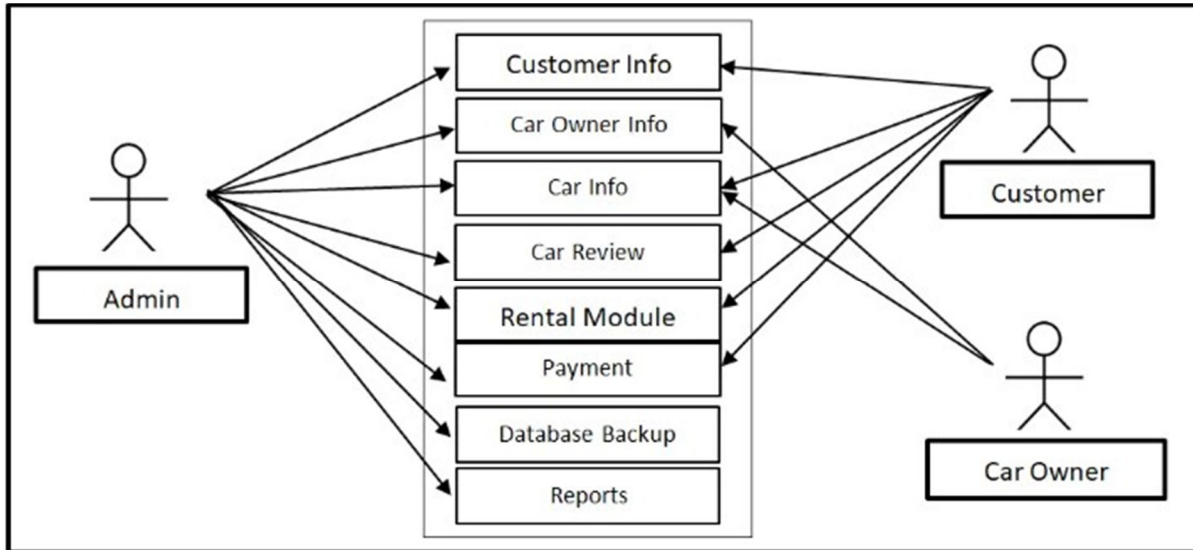 Customer Info
Car Owner Info
Car Info
Car Review
Rental Module
Payment
Database Backup
Reports
Admin
Customer
Car Owner